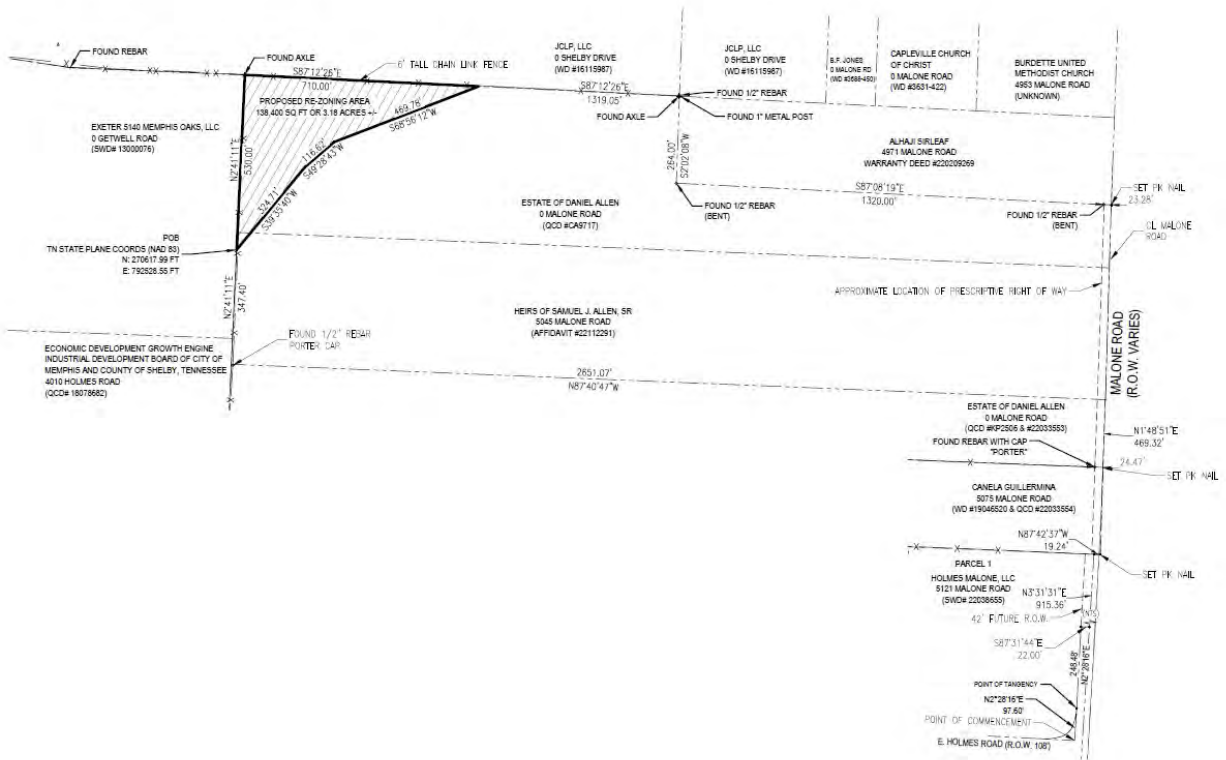 FOUND REBAR
FOUND AXLE
S87°12'26"E
710.00'
6' TALL CHAIN LINK FENCE
PROPOSED RE-ZONING AREA
138,400 SQ FT OR 3.18 ACRES +/-
469.78'
S68°56'12"W
116.62'
S49°28'43"W
324.71'
S39°35'40"W
N2°41'11"E
530.00'
EXETER 5140 MEMPHIS OAKS, LLC
0 GETWELL ROAD
(SWD# 13000076)
POB
TN STATE PLANE COORDS (NAD 83)
N: 270617.99 FT
E: 792528.55 FT
N2°41'11"E
347.40'
ECONOMIC DEVELOPMENT GROWTH ENGINE
INDUSTRIAL DEVELOPMENT BOARD OF CITY OF
MEMPHIS AND COUNTY OF SHELBY, TENNESSEE
4010 HOLMES ROAD
(QCD# 18078682)
FOUND 1/2" REBAR
PORTER CAP
JCLP, LLC
0 SHELBY DRIVE
(WD #16115987)
S87°12'26"E
1319.05'
JCLP, LLC
0 SHELBY DRIVE
(WD #16115987)
B.F. JONES
0 MALONE RD
CAPLEVILLE CHURCH
OF CHRIST
0 MALONE ROAD
(WD #3631-422)
BURDETTE UNITED
METHODIST CHURCH
4953 MALONE ROAD
(UNKNOWN)
FOUND 1/2" REBAR
FOUND AXLE
FOUND 1" METAL POST
264.00'
S2°02'08"W
ALHAJI SIRLEAF
4971 MALONE ROAD
WARRANTY DEED #220209269
S87°08'19"E
1320.00'
FOUND 1/2" REBAR
(BENT)
FOUND 1/2" REBAR
(BENT)
SET PK NAIL
23.28'
CL MALONE
ROAD
ESTATE OF DANIEL ALLEN
0 MALONE ROAD
(QCD #CA9717)
APPROXIMATE LOCATION OF PRESCRIPTIVE RIGHT OF WAY
HEIRS OF SAMUEL J. ALLEN, SR
5045 MALONE ROAD
(AFFIDAVIT #22112291)
2651.07'
N87°40'47"W
MALONE ROAD
(R.O.W. VARIES)
ESTATE OF DANIEL ALLEN
0 MALONE ROAD
(QCD #KP2506 & #22033553)
FOUND REBAR WITH CAP
"PORTER"
N1°48'51"E
469.32'
24.47'
SET PK NAIL
CANELA GUILLERMINA
5075 MALONE ROAD
(WD #19046520 & QCD #22033554)
N87°42'37"W
19.24'
SET PK NAIL
PARCEL 1
HOLMES MALONE, LLC
5121 MALONE ROAD
(SWD# 22038655)
N3°31'31"E
915.36'
42' FUTURE R.O.W.
(NTS)
S87°31'44"E
22.00'
248.48'
N2°28'16"E
POINT OF TANGENCY
N2°28'16"E
97.60'
POINT OF COMMENCEMENT
E. HOLMES ROAD (R.O.W. 108')